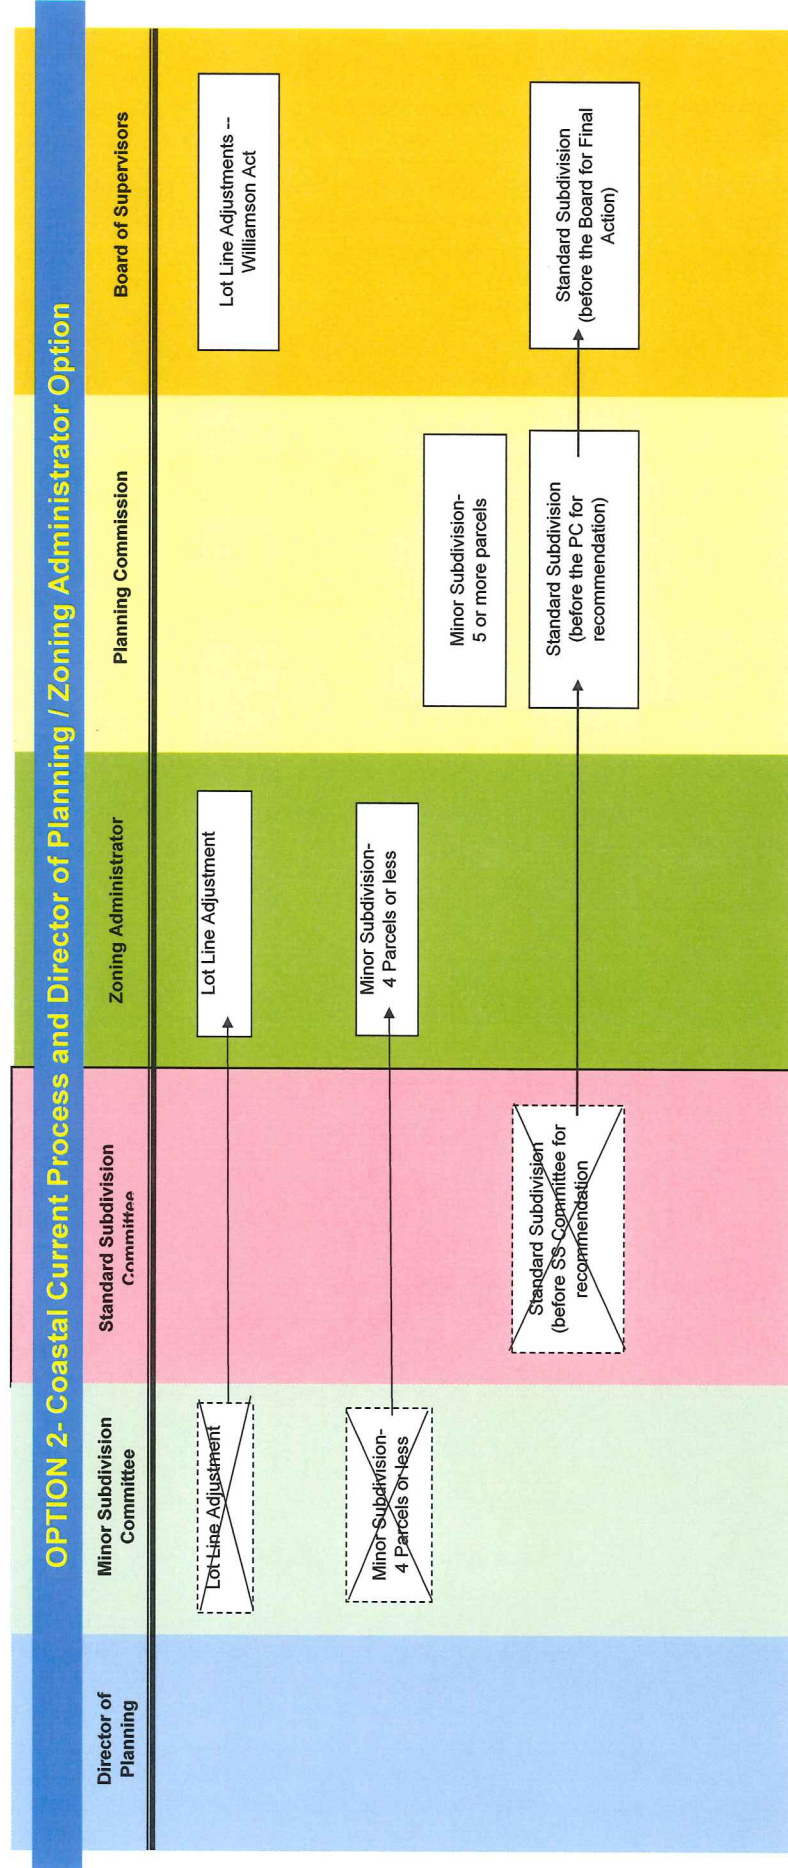 OPTION 2- Coastal Current Process and Director of Planning / Zoning Administrator Option
Director of
Planning
Minor Subdivision
Committee
Standard Subdivision
Committee
Zoning Administrator
Planning Commission
Board of Supervisors
Lot Line Adjustment
Lot Line Adjustment
Lot Line Adjustments --
Williamson Act
Minor Subdivision-
4 Parcels or less
Minor Subdivision-
4 Parcels or less
Minor Subdivision-
5 or more parcels
Standard Subdivision
(before SS Committee for
recommendation
Standard Subdivision
(before the PC for
recommendation)
Standard Subdivision
(before the Board for Final
Action)